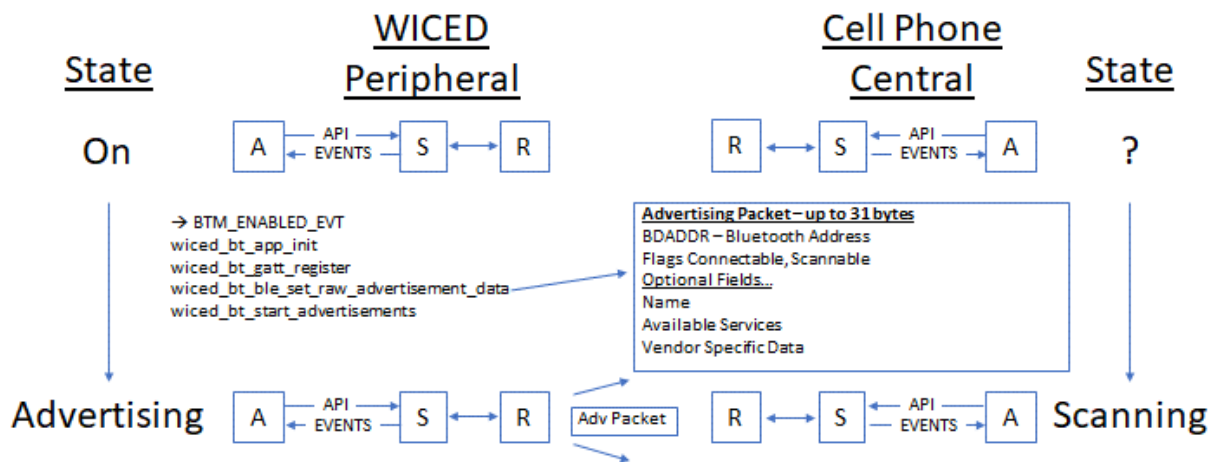 WICED
Peripheral
Cell Phone
Central
State
State
On
A
API
EVENTS
S
R
R
S
API
EVENTS
A
?
→ BTM_ENABLED_EVT
wiced_bt_app_init
wiced_bt_gatt_register
wiced_bt_ble_set_raw_advertisement_data
wiced_bt_start_advertisements
Advertising Packet – up to 31 bytes
BDADDR – Bluetooth Address
Flags Connectable, Scannable
Optional Fields...
Name
Available Services
Vendor Specific Data
Advertising
A
API
EVENTS
S
R
Adv Packet
R
S
API
EVENTS
A
Scanning